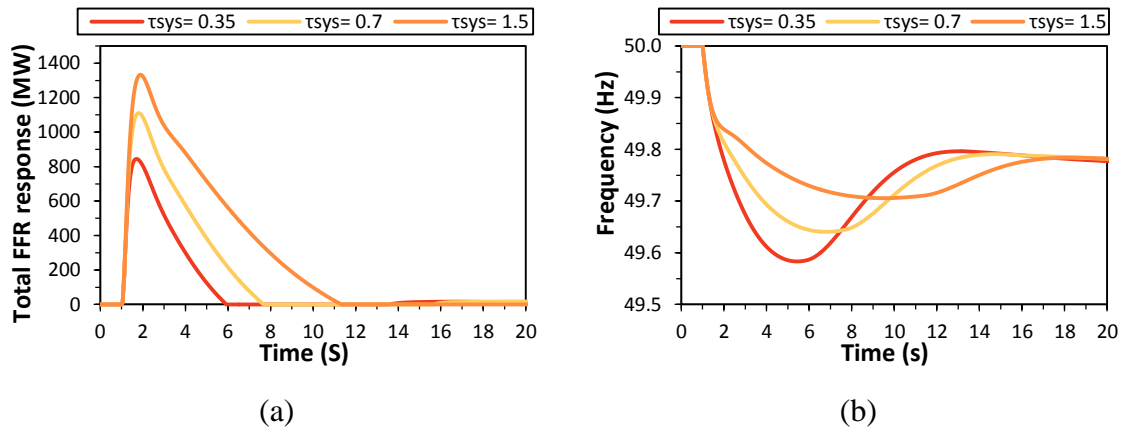 τsys= 0.35 τsys= 0.7 τsys= 1.5
Total FFR response (MW)
1400
1200
1000
800
600
400
200
0
0 2 4 6 8 10 12 14 16 18 20
Time (S)
(a)
τsys= 0.35 τsys= 0.7 τsys= 1.5
Frequency (Hz)
50.0
49.9
49.8
49.7
49.6
49.5
0 2 4 6 8 10 12 14 16 18 20
Time (s)
(b)